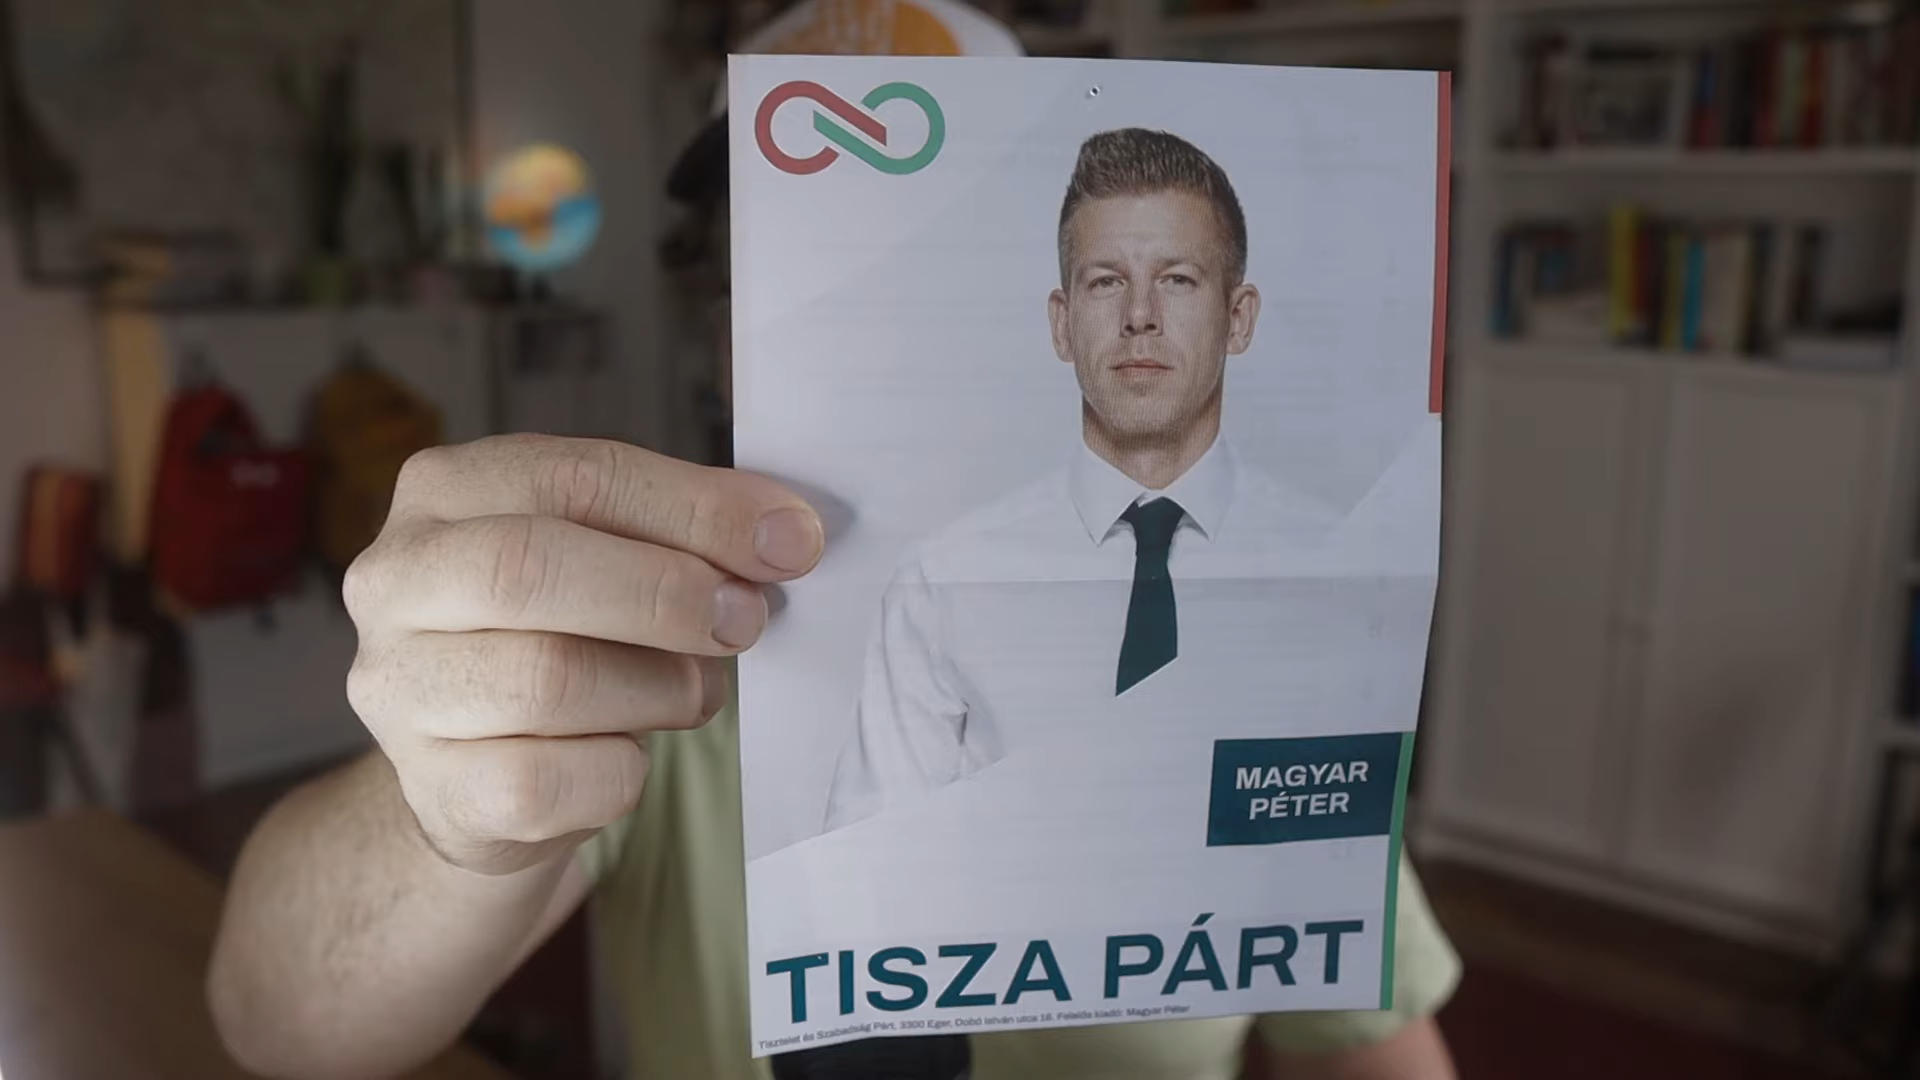 MAGYAR
PÉTER
TISZA PÁRT
Tisztelet és Szabadság Párt, 3300 Eger, Dobó István utca 18. Felelős kiadó: Magyar Péter